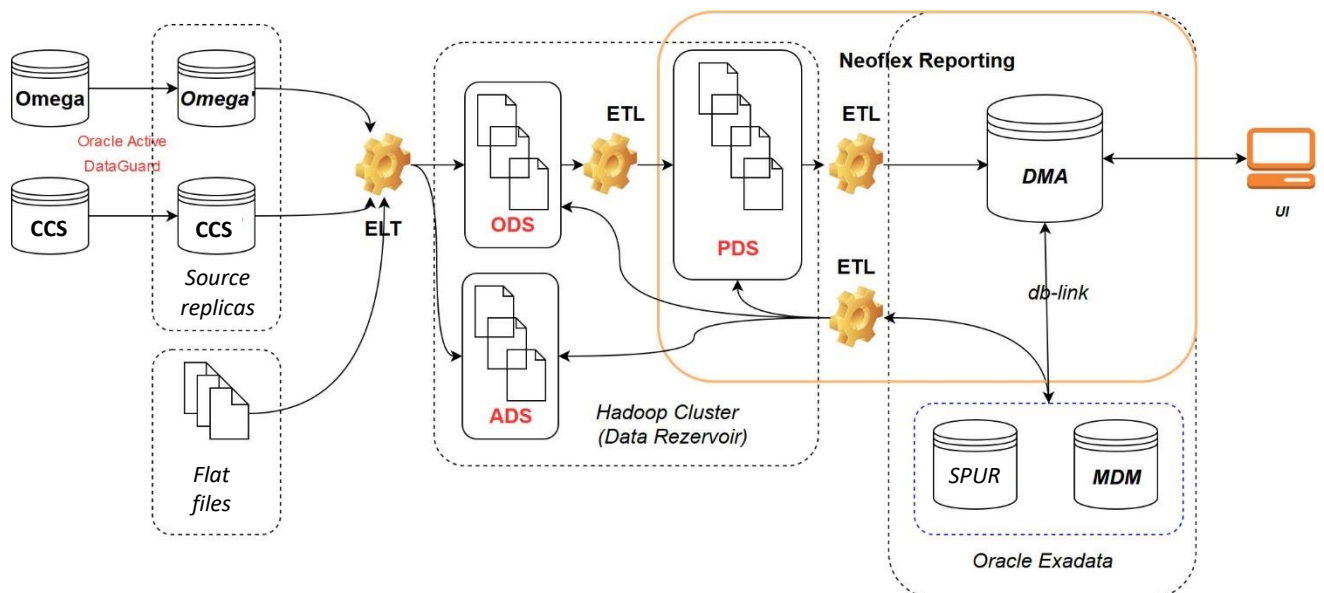 Omega
Omega'
Oracle Active
DataGuard
CCS
CCS
Source
replicas
Flat
files
ELT
ODS
ADS
ETL
PDS
Hadoop Cluster
(Data Rezervoir)
Neoflex Reporting
ETL
ETL
DMA
db-link
UI
SPUR
MDM
Oracle Exadata